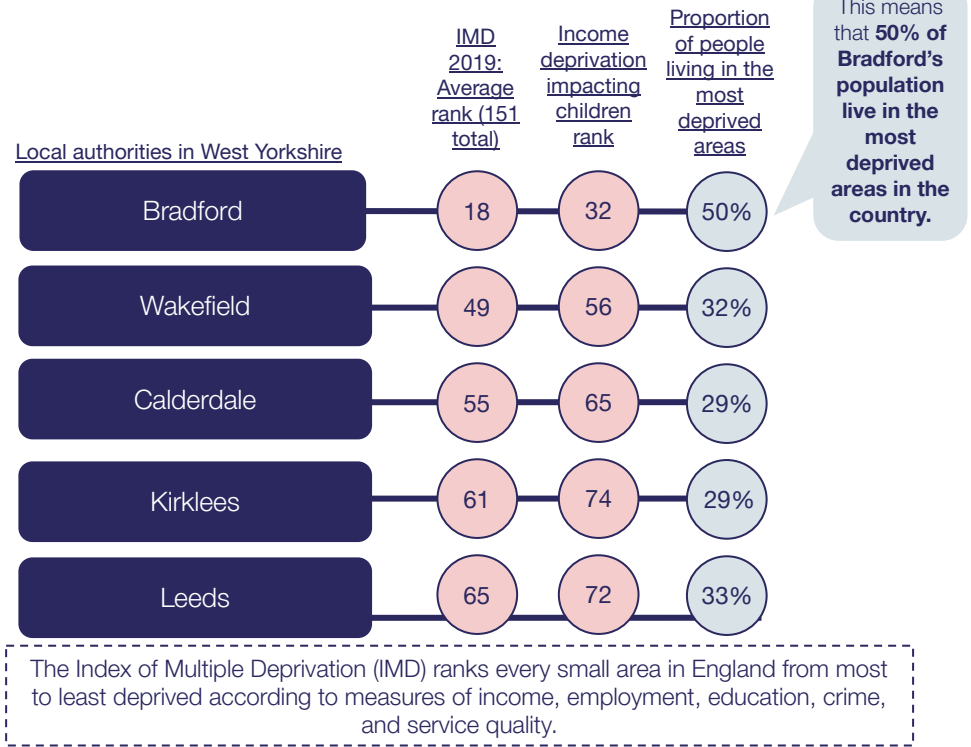 This means
that 50% of
Bradford's
population
live in the
most
deprived
areas in the
country.
IMD
2019:
Average
rank (151
total)
Income
deprivation
impacting
children
rank
Proportion
of people
living in the
most
deprived
areas
Local authorities in West Yorkshire
Bradford 18 32 50%
Wakefield 49 56 32%
Calderdale 55 65 29%
Kirklees 61 74 29%
Leeds 65 72 33%
The Index of Multiple Deprivation (IMD) ranks every small area in England from most
to least deprived according to measures of income, employment, education, crime,
and service quality.